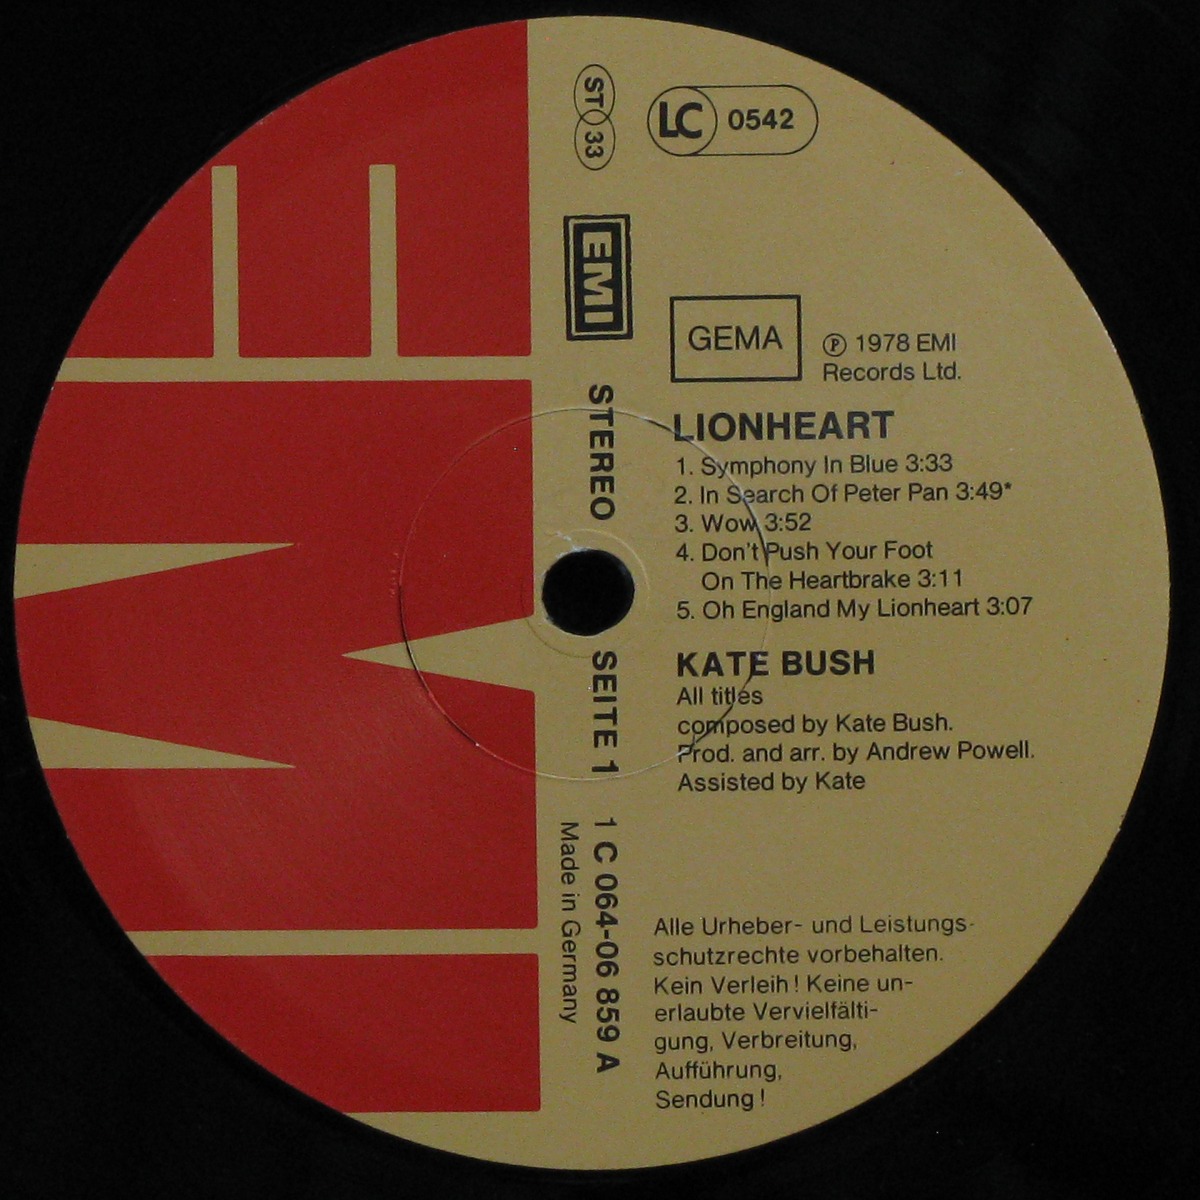 ST 33
LC 0542
EMI
GEMA
Ⓟ 1978 EMI
Records Ltd.
STEREO
LIONHEART
1. Symphony In Blue 3:33
2. In Search Of Peter Pan 3:49*
3. Wow 3:52
4. Don't Push Your Foot
On The Heartbrake 3:11
5. Oh England My Lionheart 3:07
KATE BUSH
All titles
composed by Kate Bush.
Prod. and arr. by Andrew Powell.
Assisted by Kate
SEITE 1
1 C 064-06 859 A
Made in Germany
Alle Urheber- und Leistungs-
schutzrechte vorbehalten.
Kein Verleih! Keine un-
erlaubte Vervielfälti-
gung, Verbreitung,
Aufführung,
Sendung!
EMI